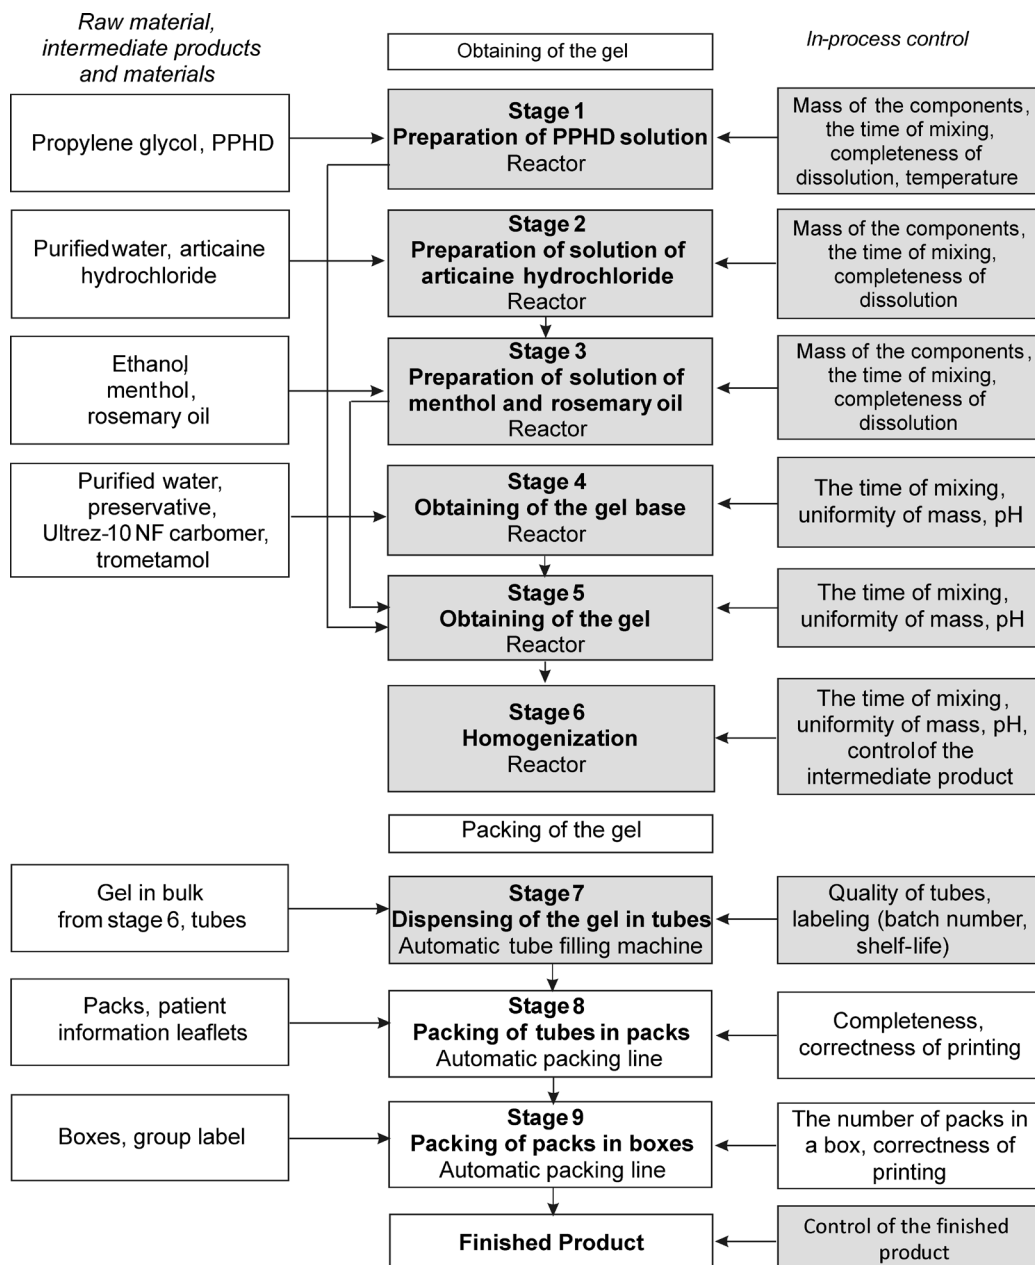 Raw material,
intermediate products
and materials
Obtaining of the gel
In-process control
Propylene glycol, PPHD
Stage 1
Preparation of PPHD solution
Reactor
Mass of the components,
the time of mixing,
completeness of
dissolution, temperature
Purified water, articaine
hydrochloride
Stage 2
Preparation of solution of
articaine hydrochloride
Reactor
Mass of the components,
the time of mixing,
completeness of
dissolution
Ethanol,
menthol,
rosemary oil
Stage 3
Preparation of solution of
menthol and rosemary oil
Reactor
Mass of the components,
the time of mixing,
completeness of
dissolution
Purified water,
preservative,
Ultrez-10 NF carbomer,
trometamol
Stage 4
Obtaining of the gel base
Reactor
The time of mixing,
uniformity of mass, pH
Stage 5
Obtaining of the gel
Reactor
The time of mixing,
uniformity of mass, pH
Stage 6
Homogenization
Reactor
The time of mixing,
uniformity of mass, pH,
control of the
intermediate product
Packing of the gel
Gel in bulk
from stage 6, tubes
Stage 7
Dispensing of the gel in tubes
Automatic tube filling machine
Quality of tubes,
labeling (batch number,
shelf-life)
Packs, patient
information leaflets
Stage 8
Packing of tubes in packs
Automatic packing line
Completeness,
correctness of printing
Boxes, group label
Stage 9
Packing of packs in boxes
Automatic packing line
The number of packs in
a box, correctness of
printing
Finished Product
Control of the finished
product